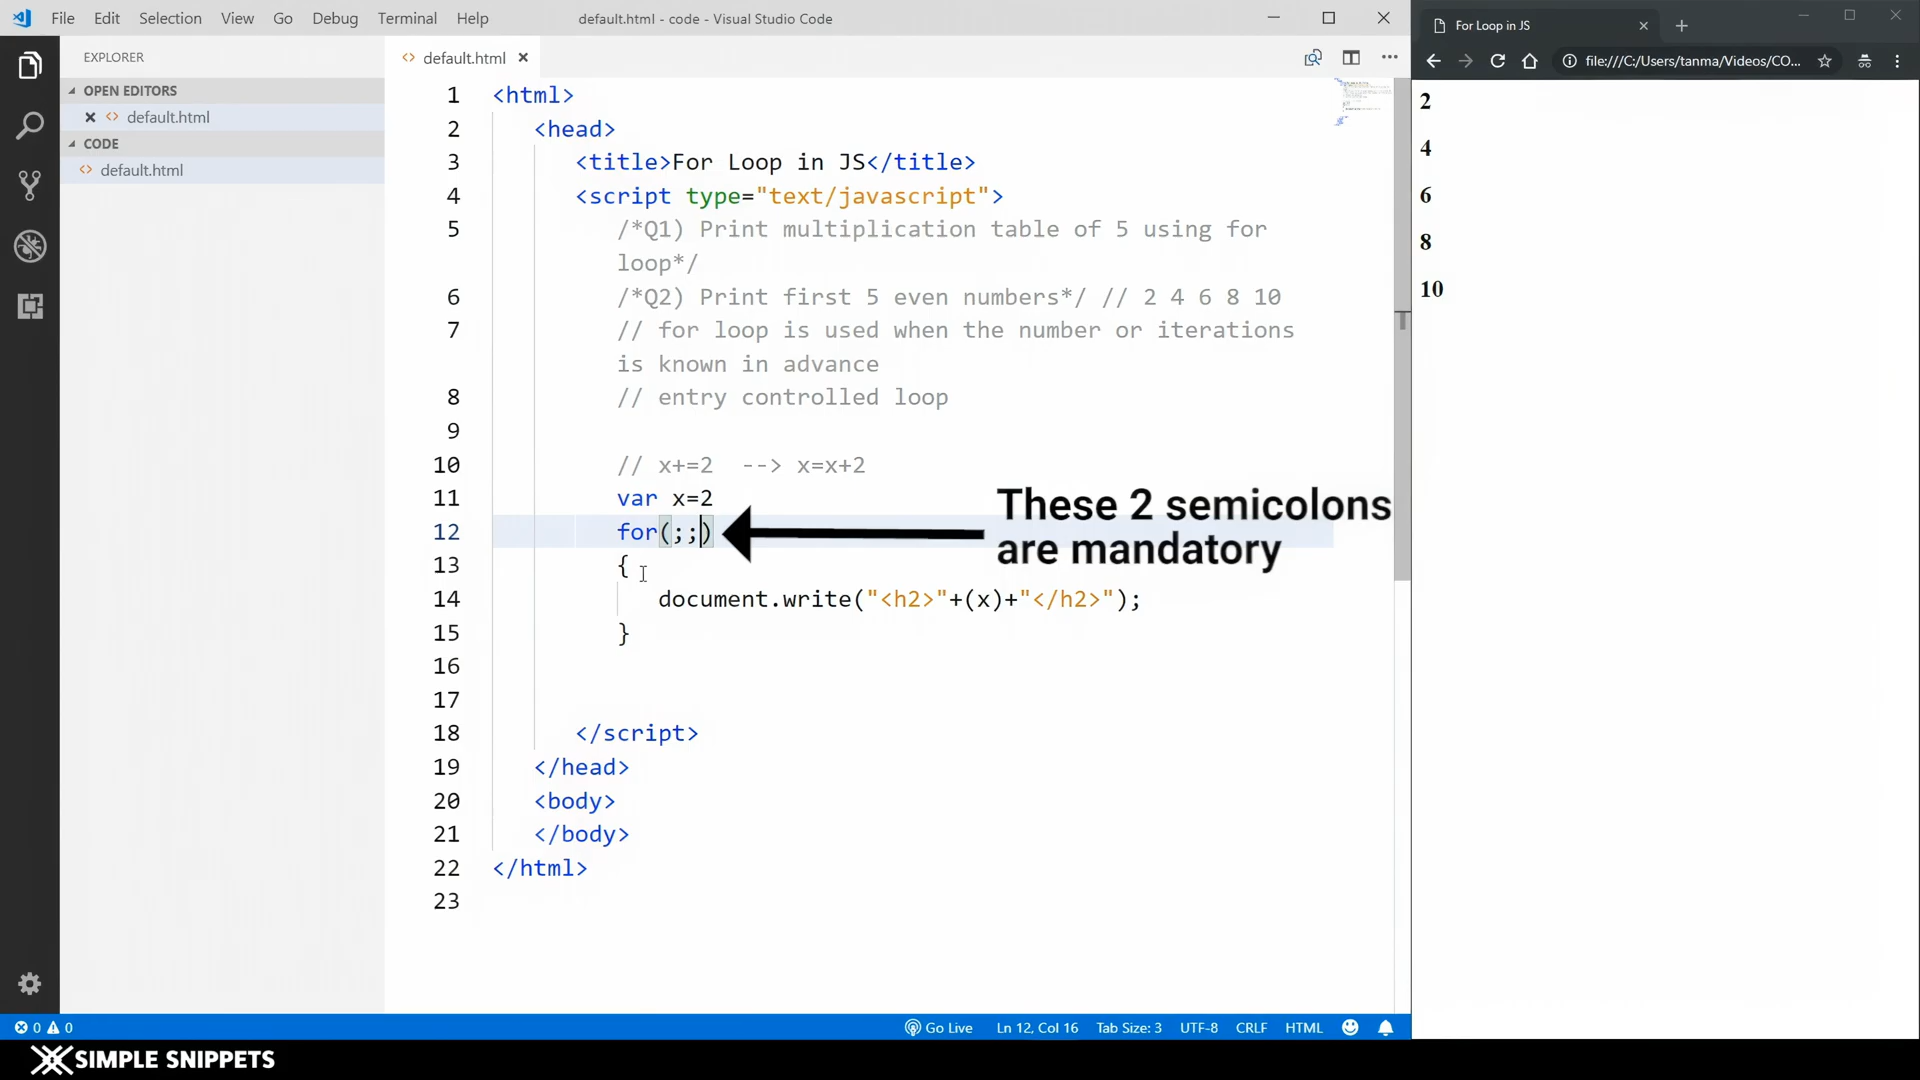 File Edit Selection View Go Debug Terminal Help
default.html - code - Visual Studio Code
For Loop in JS
file:///C:/Users/tanma/Videos/CO...
EXPLORER
OPEN EDITORS
default.html
CODE
default.html
default.html
1 <html>
2 <head>
3 <title>For Loop in JS</title>
4 <script type="text/javascript">
5 /*Q1) Print multiplication table of 5 using for
loop*/
6 /*Q2) Print first 5 even numbers*/ // 2 4 6 8 10
7 // for loop is used when the number or iterations
is known in advance
8 // entry controlled loop
9
10 // x+=2 --> x=x+2
11 var x=2
12 for(;;)
13 {
14 document.write("<h2>"+(x)+"</h2>");
15 }
16
17
18 </script>
19 </head>
20 <body>
21 </body>
22 </html>
23
These 2 semicolons
are mandatory
2
4
6
8
10
0 0
Go Live Ln 12, Col 16 Tab Size: 3 UTF-8 CRLF HTML
SIMPLE SNIPPETS